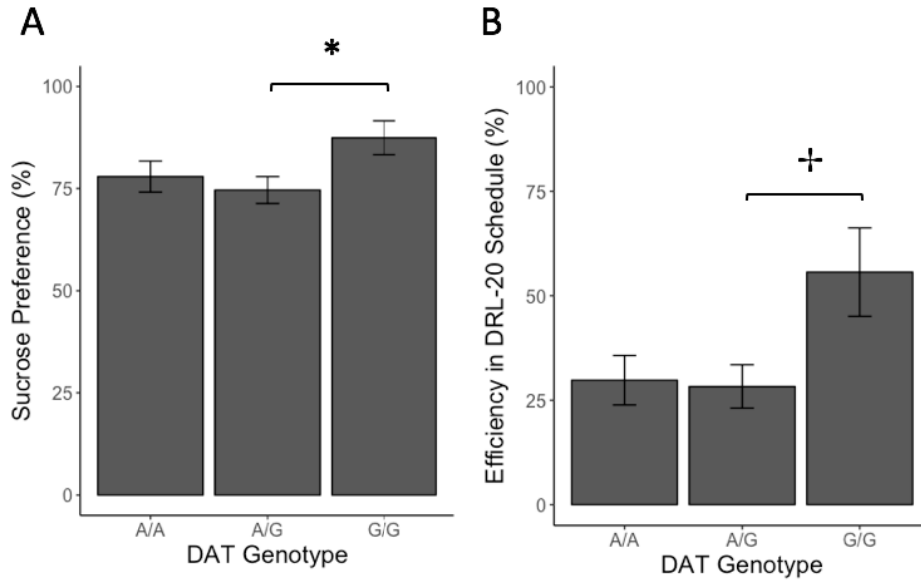 A
*
100
75
50
25
0
Sucrose Preference (%)
A/A A/G G/G
DAT Genotype
B
✢
100
75
50
25
0
Efficiency in DRL-20 Schedule (%)
A/A A/G G/G
DAT Genotype